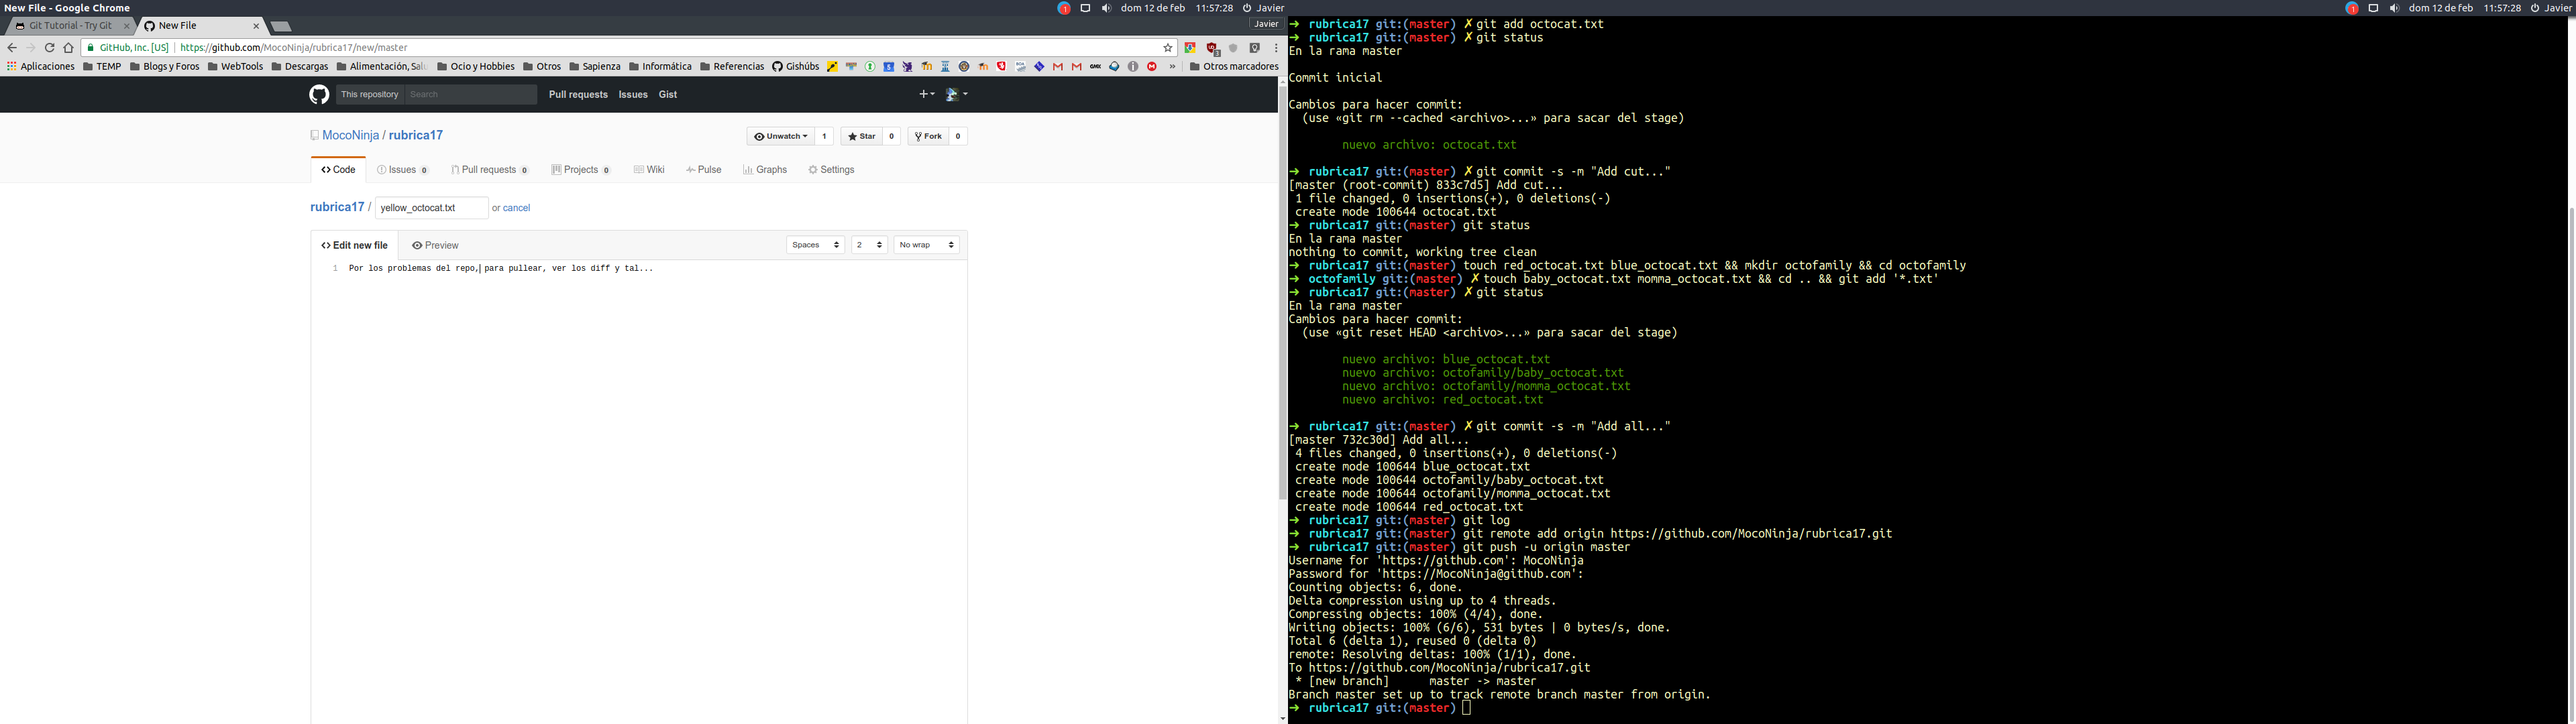 New File - Google Chrome
1 dom 12 de feb 11:57:28 Javier
Git Tutorial - Try Git New File
Javier
GitHub, Inc. [US] https://github.com/MocoNinja/rubrica17/new/master
Aplicaciones TEMP Blogs y Foros WebTools Descargas Alimentación, Salu Ocio y Hobbies Otros Sapienza Informática Referencias Gishúbs GMX » Otros marcadores
This repository Search Pull requests Issues Gist
MocoNinja / rubrica17 Unwatch 1 Star 0 Fork 0
Code Issues 0 Pull requests 0 Projects 0 Wiki Pulse Graphs Settings
rubrica17 / yellow_octocat.txt or cancel
Edit new file Preview Spaces 2 No wrap
1 Por los problemas del repo, para pullear, ver los diff y tal...
1 dom 12 de feb 11:57:28 Javier
➜ rubrica17 git:(master) ✗ git add octocat.txt
➜ rubrica17 git:(master) ✗ git status
En la rama master
Commit inicial
Cambios para hacer commit:
(use «git rm --cached <archivo>...» para sacar del stage)
nuevo archivo: octocat.txt
➜ rubrica17 git:(master) ✗ git commit -s -m "Add cut..."
[master (root-commit) 833c7d5] Add cut...
1 file changed, 0 insertions(+), 0 deletions(-)
create mode 100644 octocat.txt
➜ rubrica17 git:(master) git status
En la rama master
nothing to commit, working tree clean
➜ rubrica17 git:(master) touch red_octocat.txt blue_octocat.txt && mkdir octofamily && cd octofamily
➜ octofamily git:(master) ✗ touch baby_octocat.txt momma_octocat.txt && cd .. && git add '*.txt'
➜ rubrica17 git:(master) ✗ git status
En la rama master
Cambios para hacer commit:
(use «git reset HEAD <archivo>...» para sacar del stage)
nuevo archivo: blue_octocat.txt
nuevo archivo: octofamily/baby_octocat.txt
nuevo archivo: octofamily/momma_octocat.txt
nuevo archivo: red_octocat.txt
➜ rubrica17 git:(master) ✗ git commit -s -m "Add all..."
[master 732c30d] Add all...
4 files changed, 0 insertions(+), 0 deletions(-)
create mode 100644 blue_octocat.txt
create mode 100644 octofamily/baby_octocat.txt
create mode 100644 octofamily/momma_octocat.txt
create mode 100644 red_octocat.txt
➜ rubrica17 git:(master) git log
➜ rubrica17 git:(master) git remote add origin https://github.com/MocoNinja/rubrica17.git
➜ rubrica17 git:(master) git push -u origin master
Username for 'https://github.com': MocoNinja
Password for 'https://MocoNinja@github.com':
Counting objects: 6, done.
Delta compression using up to 4 threads.
Compressing objects: 100% (4/4), done.
Writing objects: 100% (6/6), 531 bytes | 0 bytes/s, done.
Total 6 (delta 1), reused 0 (delta 0)
remote: Resolving deltas: 100% (1/1), done.
To https://github.com/MocoNinja/rubrica17.git
* [new branch] master -> master
Branch master set up to track remote branch master from origin.
➜ rubrica17 git:(master)